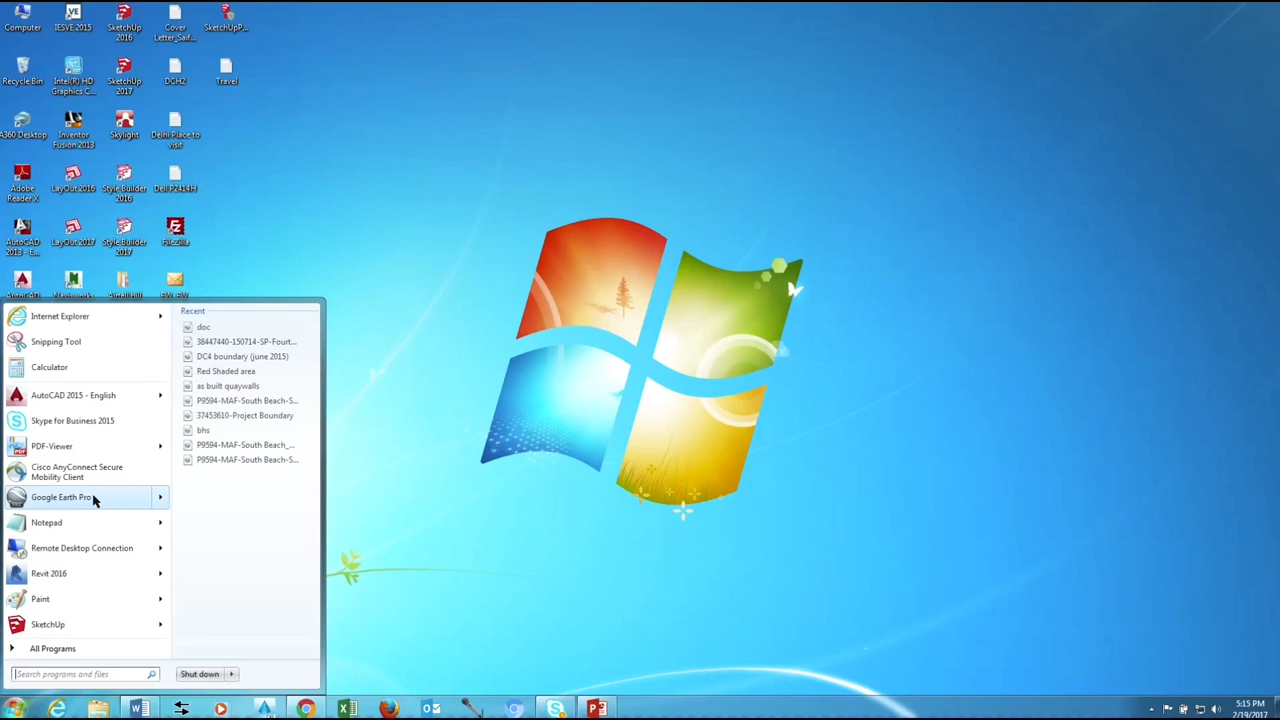 Computer
IESVE 2015
SketchUp
2016
Cover
Letter_Saif...
SketchUpP...
Recycle Bin
Intel(R) HD
Graphics C...
SketchUp
2017
DCH2
Travel
A360 Desktop
Inventor
Fusion 2013
Skylight
Delhi Place to
visit
Adobe
Reader X
LayOut 2016
Style Builder
2016
Dell P2414H
AutoCAD
2013 - E...
LayOut 2017
Style Builder
2017
FileZilla
AutoCAD
Internet Explorer
Snipping Tool
Calculator
AutoCAD 2015 - English
Skype for Business 2015
PDF-Viewer
Cisco AnyConnect Secure
Mobility Client
Google Earth Pro
Notepad
Remote Desktop Connection
Revit 2016
Paint
SketchUp
All Programs
Search programs and files
Recent
doc
38447440-150714-SP-Fourt...
DC4 boundary (june 2015)
Red Shaded area
as built quaywalls
P9594-MAF-South Beach-S...
37453610-Project Boundary
bhs
P9594-MAF-South Beach_...
P9594-MAF-South Beach-S...
Shut down
5:15 PM
2/19/2017